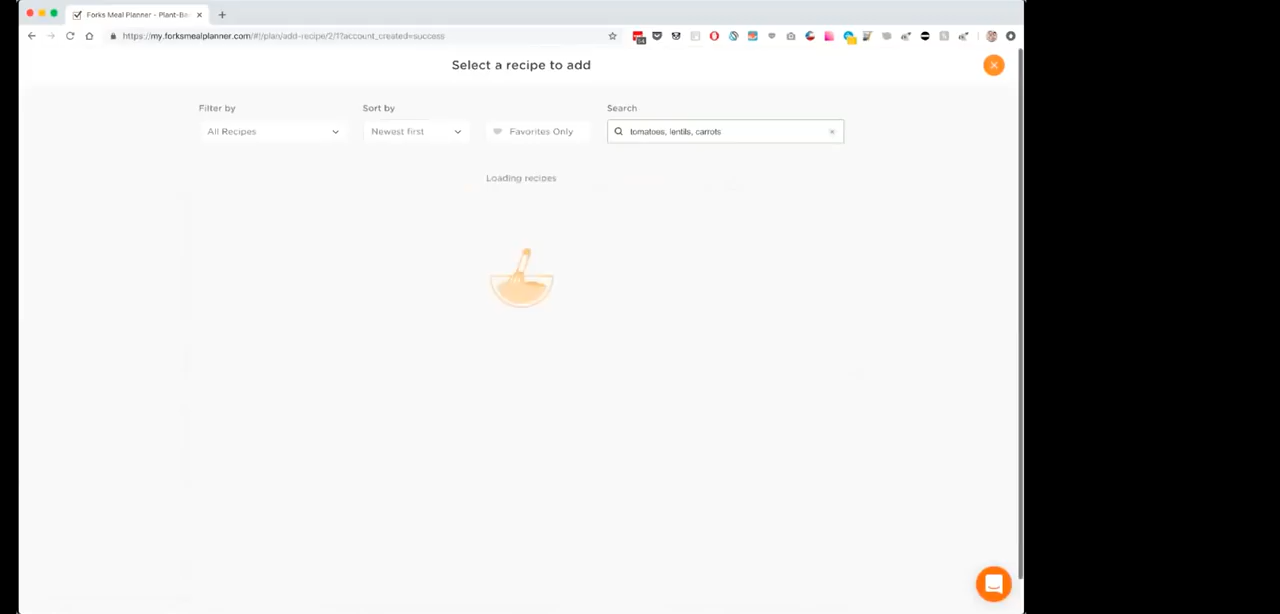 Forks Meal Planner - Plant-Ba
https://my.forksmealplanner.com/#!/plan/add-recipe/2/1?account_created=success
Select a recipe to add
Filter by
Sort by
Search
All Recipes
Newest first
Favorites Only
tomatoes, lentils, carrots
Loading recipes